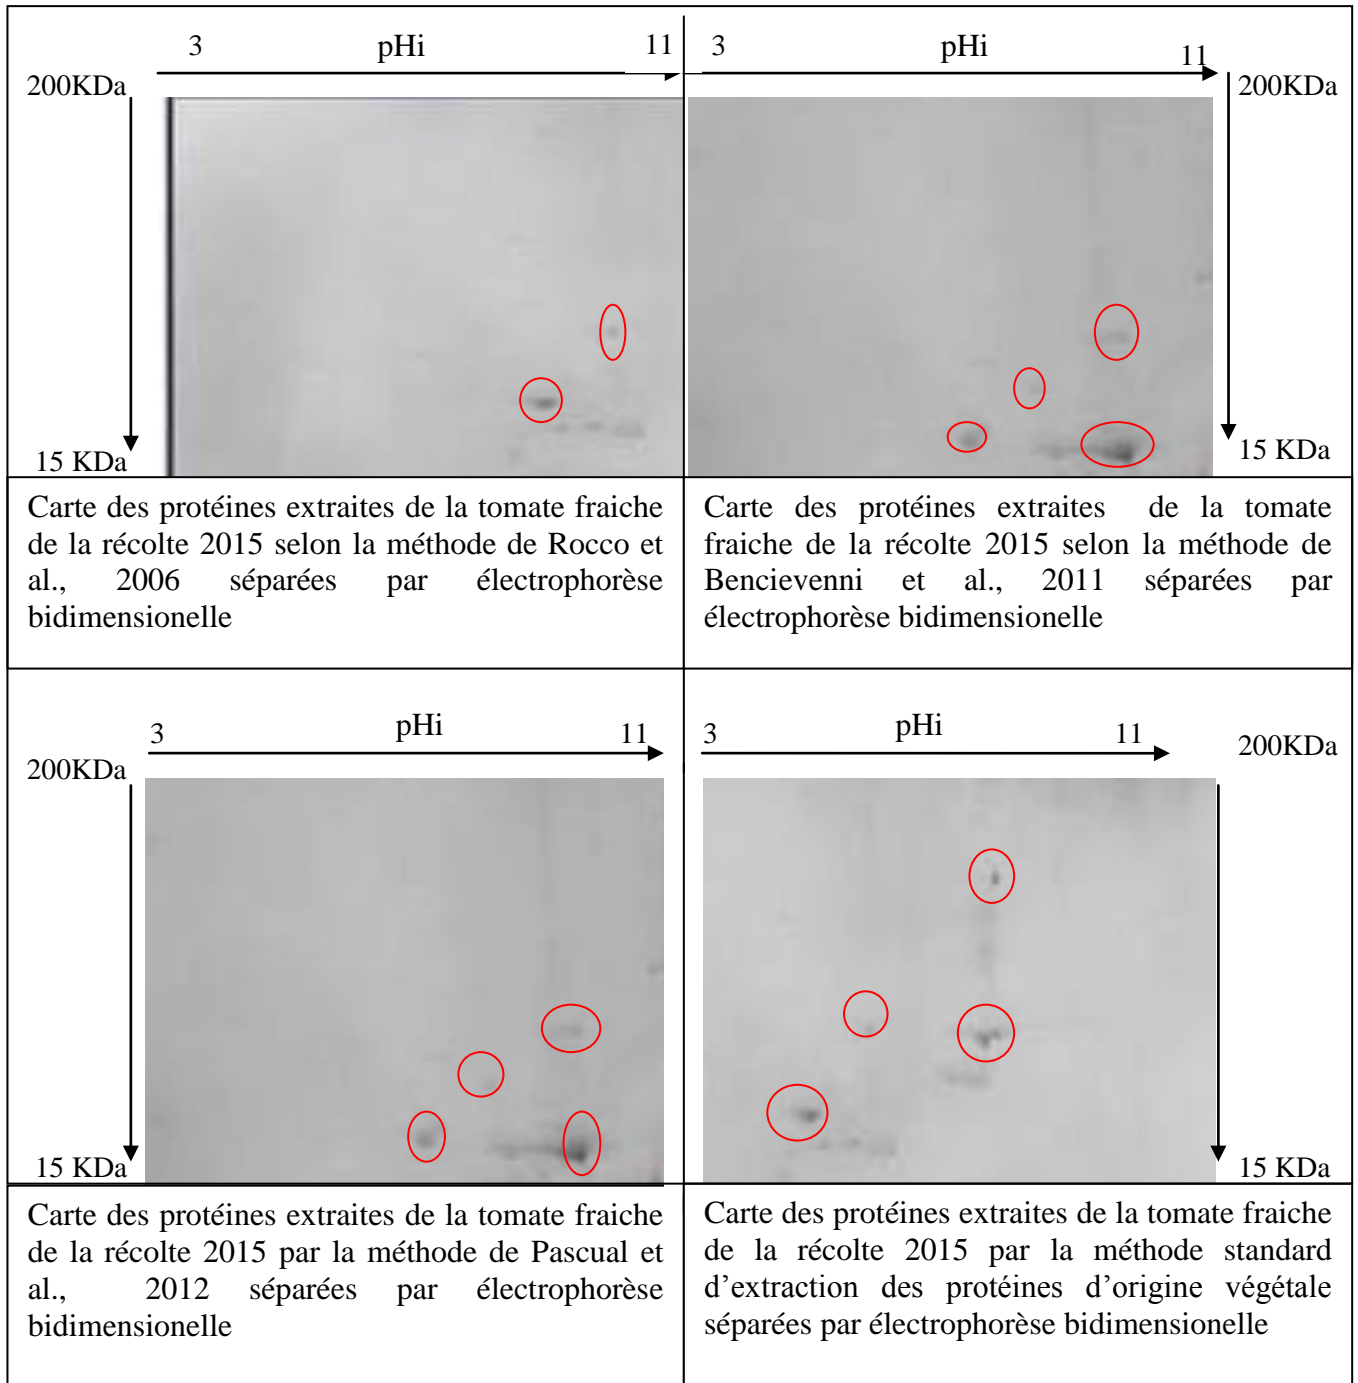 3 pHi 11
200KDa
15 KDa
3 pHi 11
200KDa
15 KDa
Carte des protéines extraites de la tomate fraiche
de la récolte 2015 selon la méthode de Rocco et
al., 2006 séparées par électrophorèse
bidimensionelle
Carte des protéines extraites de la tomate
fraiche de la récolte 2015 selon la méthode de
Bencievenni et al., 2011 séparées par
électrophorèse bidimensionelle
3 pHi 11
200KDa
15 KDa
3 pHi 11
200KDa
15 KDa
Carte des protéines extraites de la tomate fraiche
de la récolte 2015 par la méthode de Pascual et
al., 2012 séparées par électrophorèse
bidimensionelle
Carte des protéines extraites de la tomate fraiche
de la récolte 2015 par la méthode standard
d’extraction des protéines d’origine végétale
séparées par électrophorèse bidimensionelle